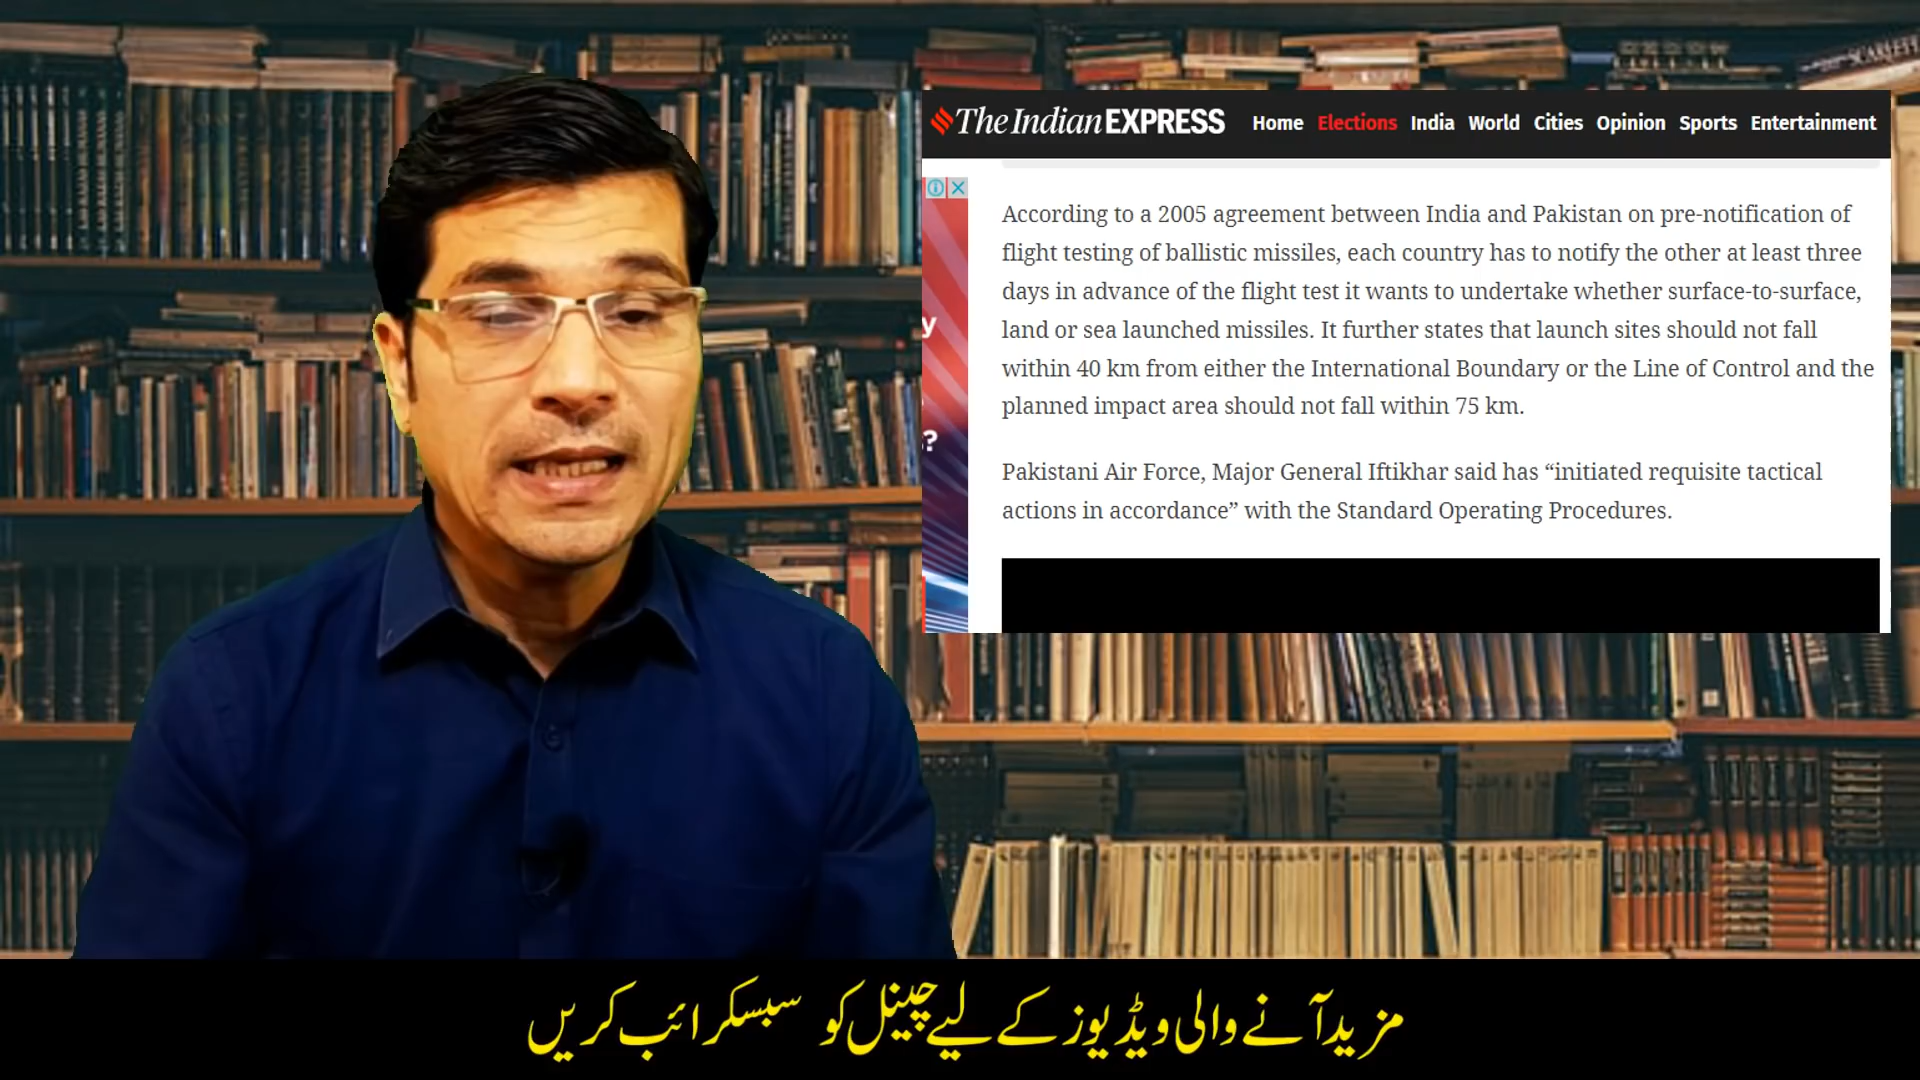 SCARLET
The Indian EXPRESS Home Elections India World Cities Opinion Sports Entertainment
According to a 2005 agreement between India and Pakistan on pre-notification of
flight testing of ballistic missiles, each country has to notify the other at least three
days in advance of the flight test it wants to undertake whether surface-to-surface,
land or sea launched missiles. It further states that launch sites should not fall
within 40 km from either the International Boundary or the Line of Control and the
planned impact area should not fall within 75 km.
Pakistani Air Force, Major General Iftikhar said has “initiated requisite tactical
actions in accordance” with the Standard Operating Procedures.
y
?
مزید آنے والی ویڈیوز کے لیے چینل کو سبسکرائب کریں